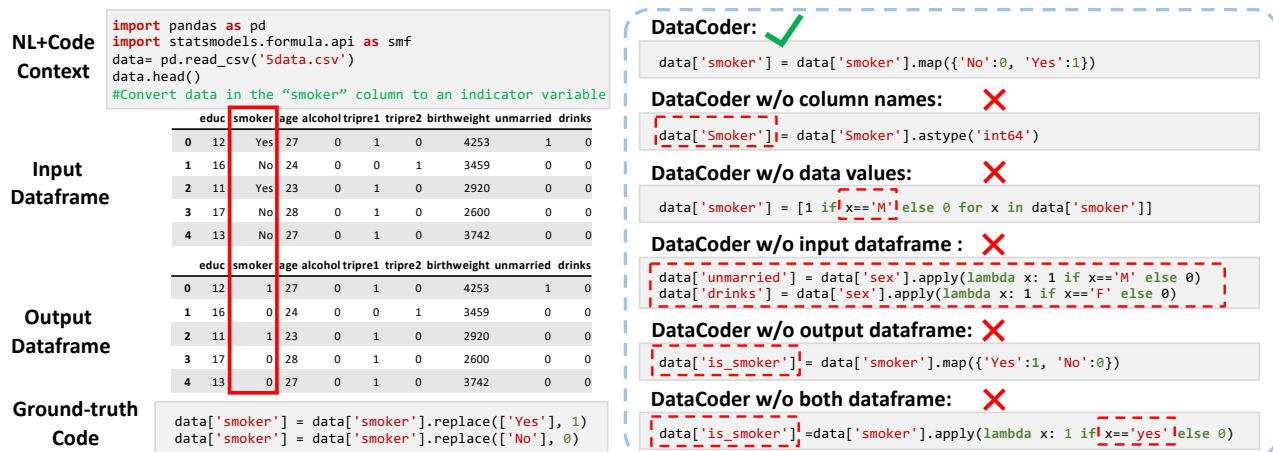 NL+Code
Context
import pandas as pd
import statsmodels.formula.api as smf
data= pd.read_csv('5data.csv')
data.head()
#Convert data in the “smoker” column to an indicator variable
Input
Dataframe
educ smoker age alcohol tripre1 tripre2 birthweight unmarried drinks
0 12 Yes 27 0 1 0 4253 1 0
1 16 No 24 0 0 1 3459 0 0
2 11 Yes 23 0 1 0 2920 0 0
3 17 No 28 0 1 0 2600 0 0
4 13 No 27 0 1 0 3742 0 0
Output
Dataframe
educ smoker age alcohol tripre1 tripre2 birthweight unmarried drinks
0 12 1 27 0 1 0 4253 1 0
1 16 0 24 0 0 1 3459 0 0
2 11 1 23 0 1 0 2920 0 0
3 17 0 28 0 1 0 2600 0 0
4 13 0 27 0 1 0 3742 0 0
Ground-truth
Code
data['smoker'] = data['smoker'].replace(['Yes'], 1)
data['smoker'] = data['smoker'].replace(['No'], 0)
DataCoder:
data['smoker'] = data['smoker'].map({'No':0, 'Yes':1})
DataCoder w/o column names:
data['Smoker'] = data['Smoker'].astype('int64')
DataCoder w/o data values:
data['smoker'] = [1 if x=='M' else 0 for x in data['smoker']]
DataCoder w/o input dataframe :
data['unmarried'] = data['sex'].apply(lambda x: 1 if x=='M' else 0)
data['drinks'] = data['sex'].apply(lambda x: 1 if x=='F' else 0)
DataCoder w/o output dataframe:
data['is_smoker'] = data['smoker'].map({'Yes':1, 'No':0})
DataCoder w/o both dataframe:
data['is_smoker'] =data['smoker'].apply(lambda x: 1 if x=='yes' else 0)